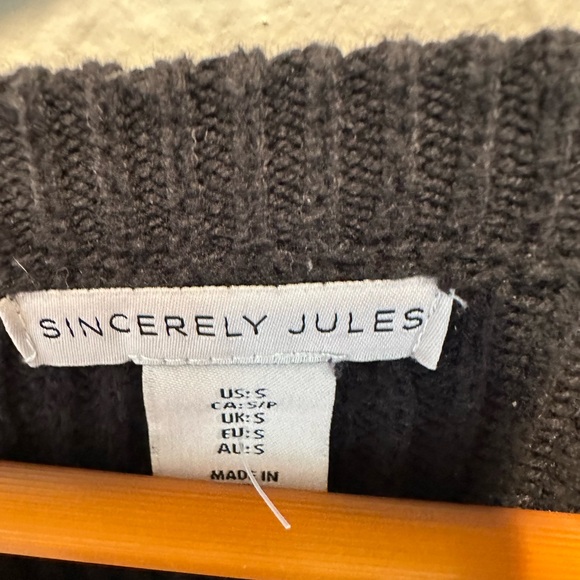 SINCERELY JULES
US: S
CA: S/P
UK: S
EU: S
AU: S
MADE IN